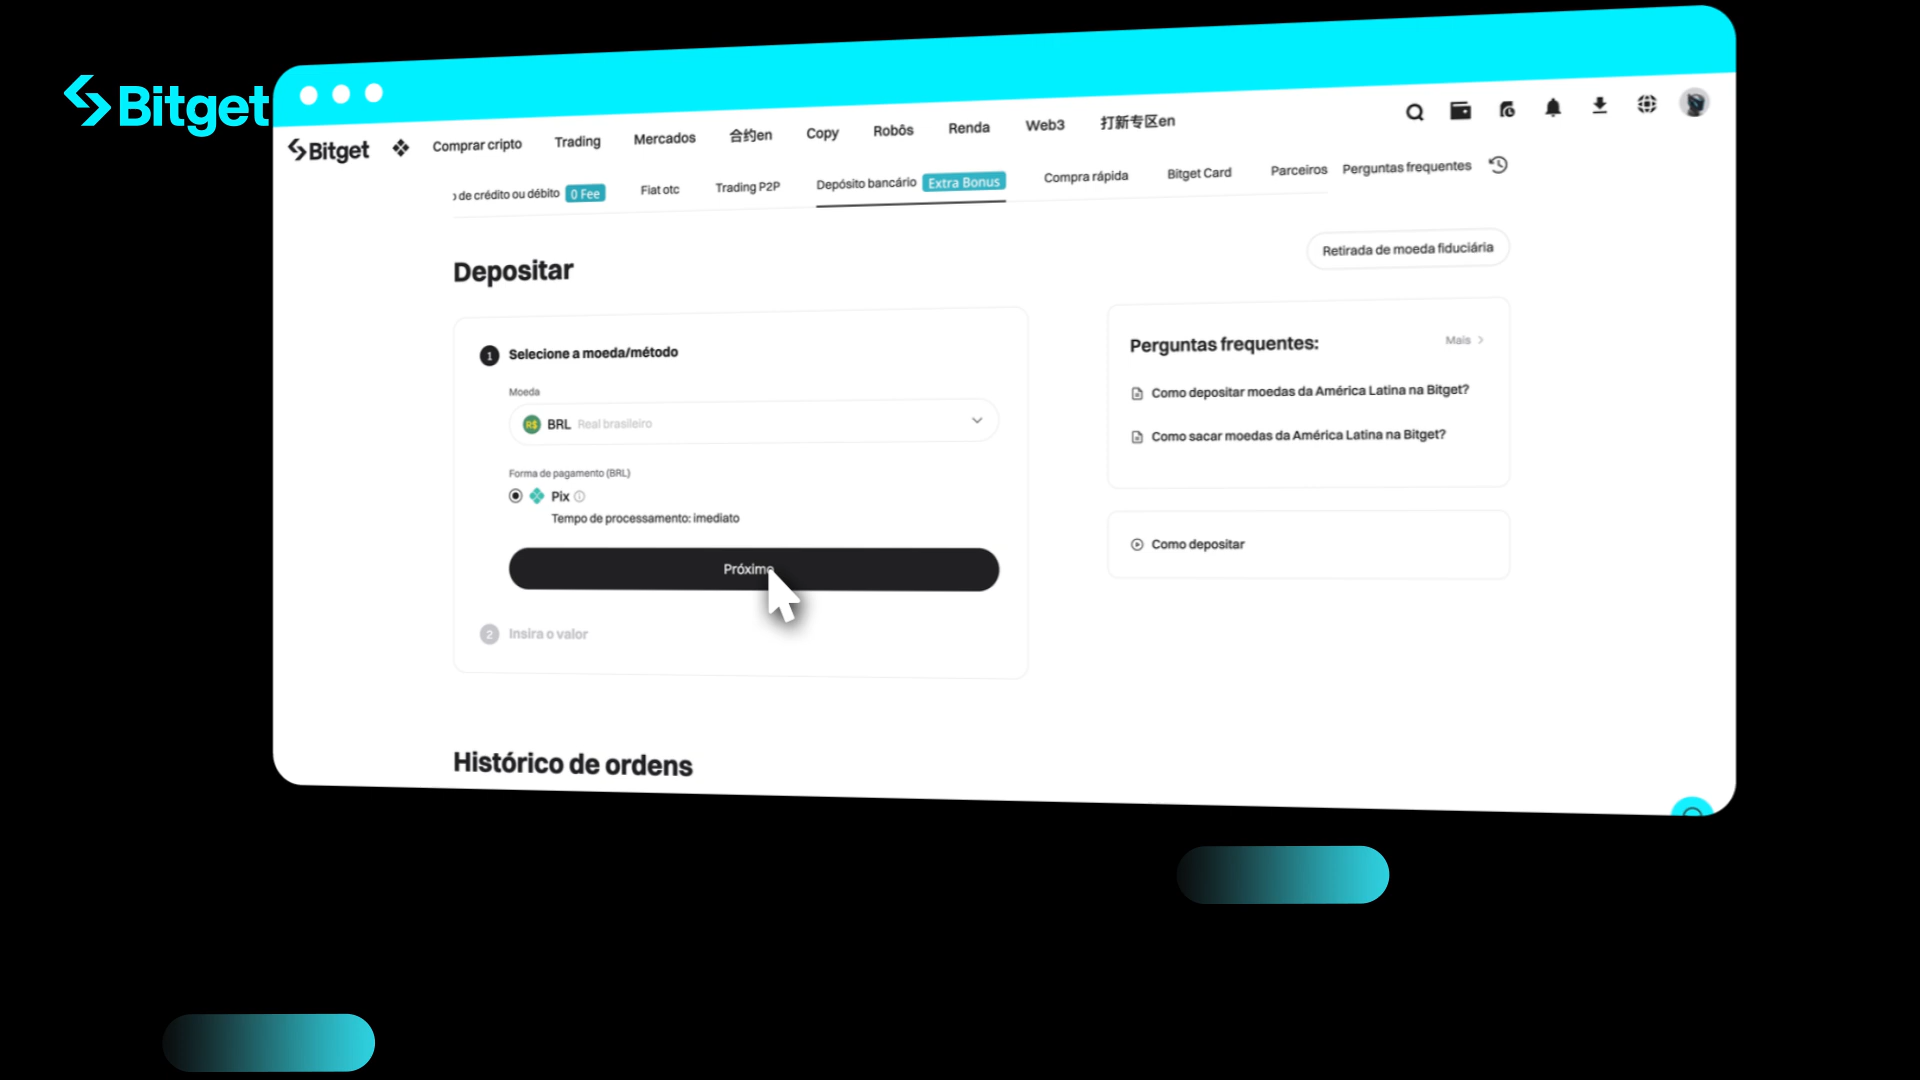 Bitget
Bitget
Comprar cripto Trading Mercados 合约en Copy Robôs Renda Web3 打新专区en
o de crédito ou débito 0 Fee Fiat otc Trading P2P Depósito bancário Extra Bonus Compra rápida Bitget Card Parceiros Perguntas frequentes
Depositar
Retirada de moeda fiduciária
1 Selecione a moeda/método
Moeda
R$ BRL Real brasileiro
Forma de pagamento (BRL)
Pix
Tempo de processamento: imediato
Próximo
2 Insira o valor
Perguntas frequentes: Mais
Como depositar moedas da América Latina na Bitget?
Como sacar moedas da América Latina na Bitget?
Como depositar
Histórico de ordens